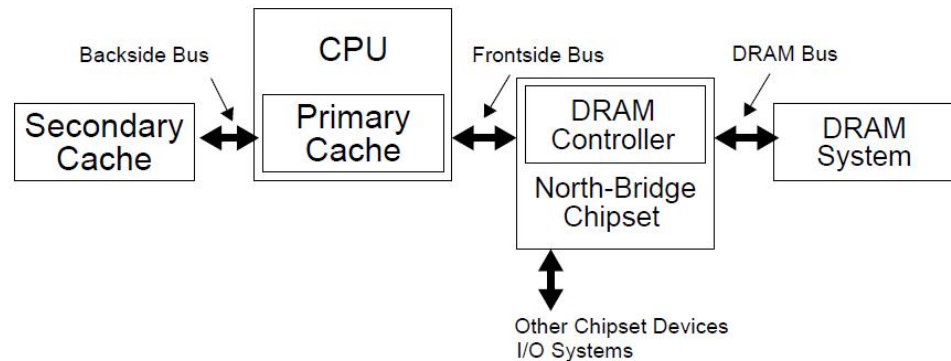 Backside Bus
CPU
Frontside Bus
DRAM Bus
Secondary
Cache
Primary
Cache
DRAM
Controller
North-Bridge
Chipset
DRAM
System
Other Chipset Devices
I/O Systems